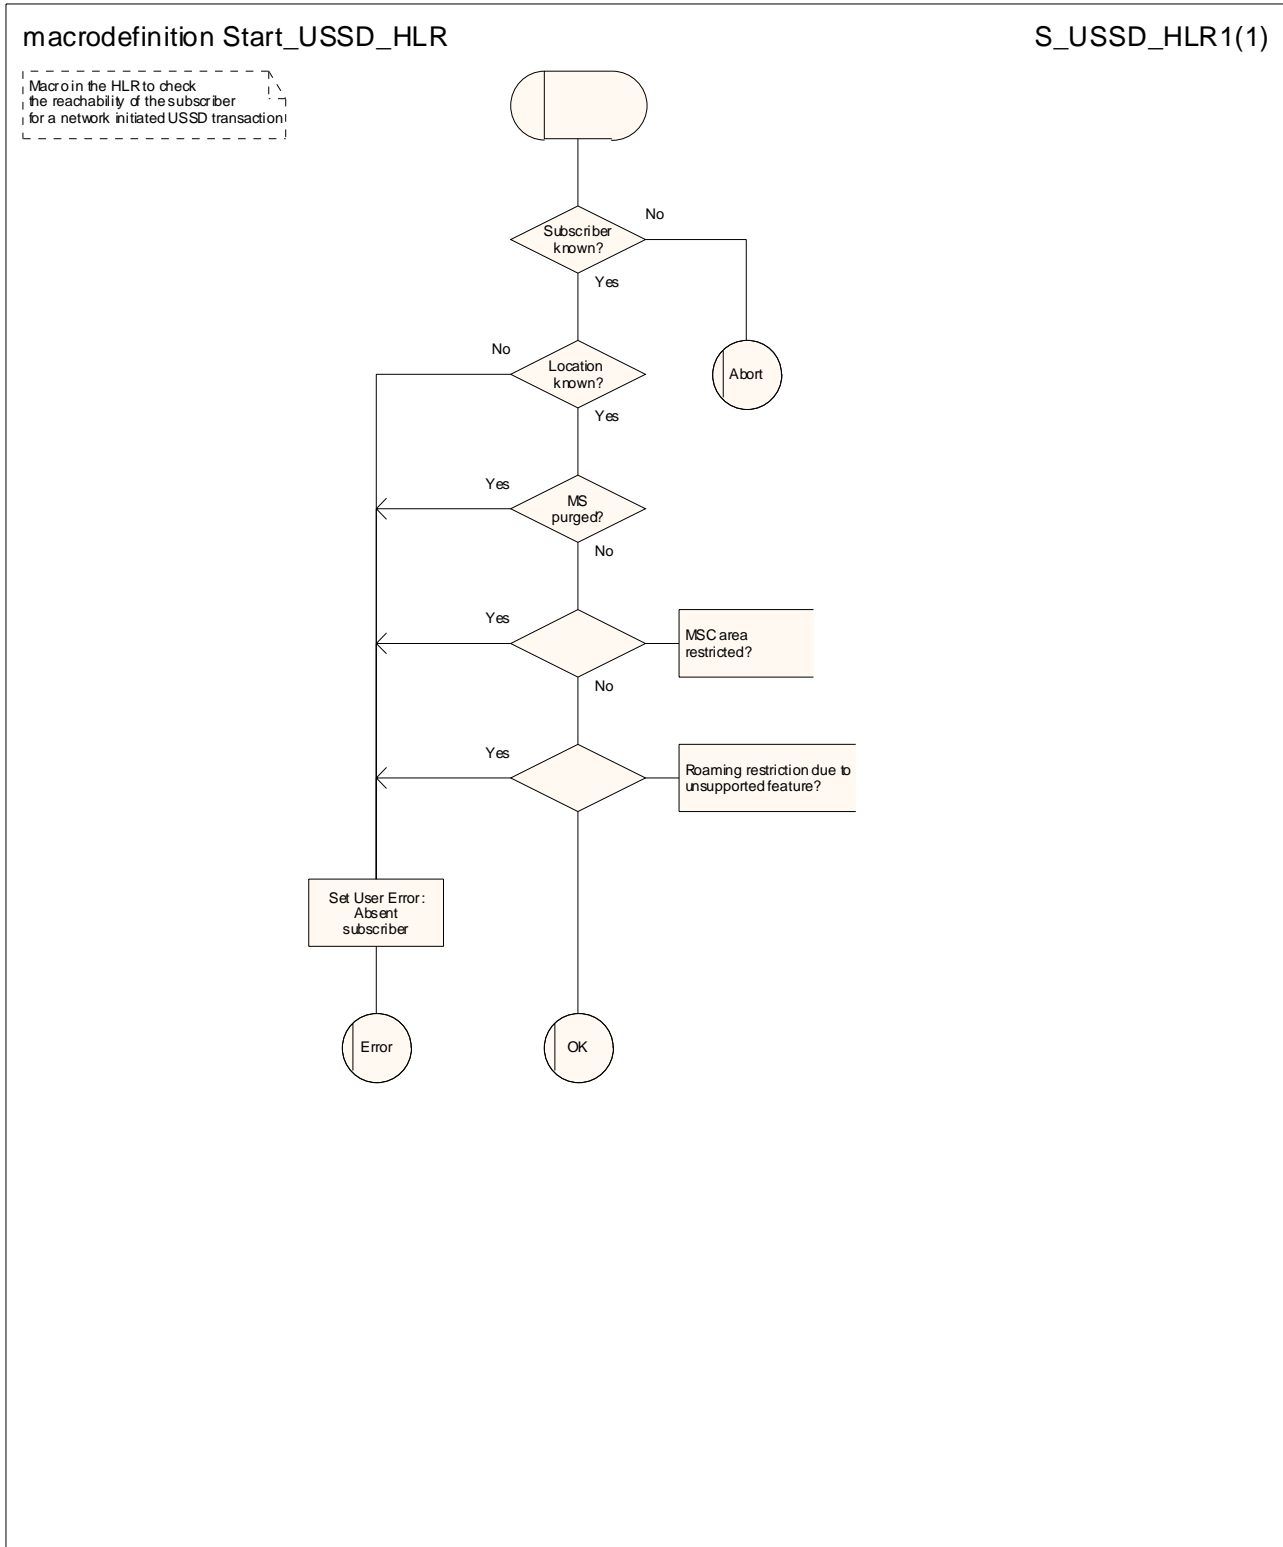 macrodefinition Start_USSD_HLR
S_USSD_HLR1(1)
Macro in the HLR to check
the reachability of the subscriber
for a network initiated USSD transaction
No
Subscriber
known?
Yes
No
Location
known?
Abort
Yes
Yes
MS
purged?
No
Yes
MSC area
restricted?
No
Yes
Roaming restriction due to
unsupported feature?
Set User Error:
Absent
subscriber
Error
OK